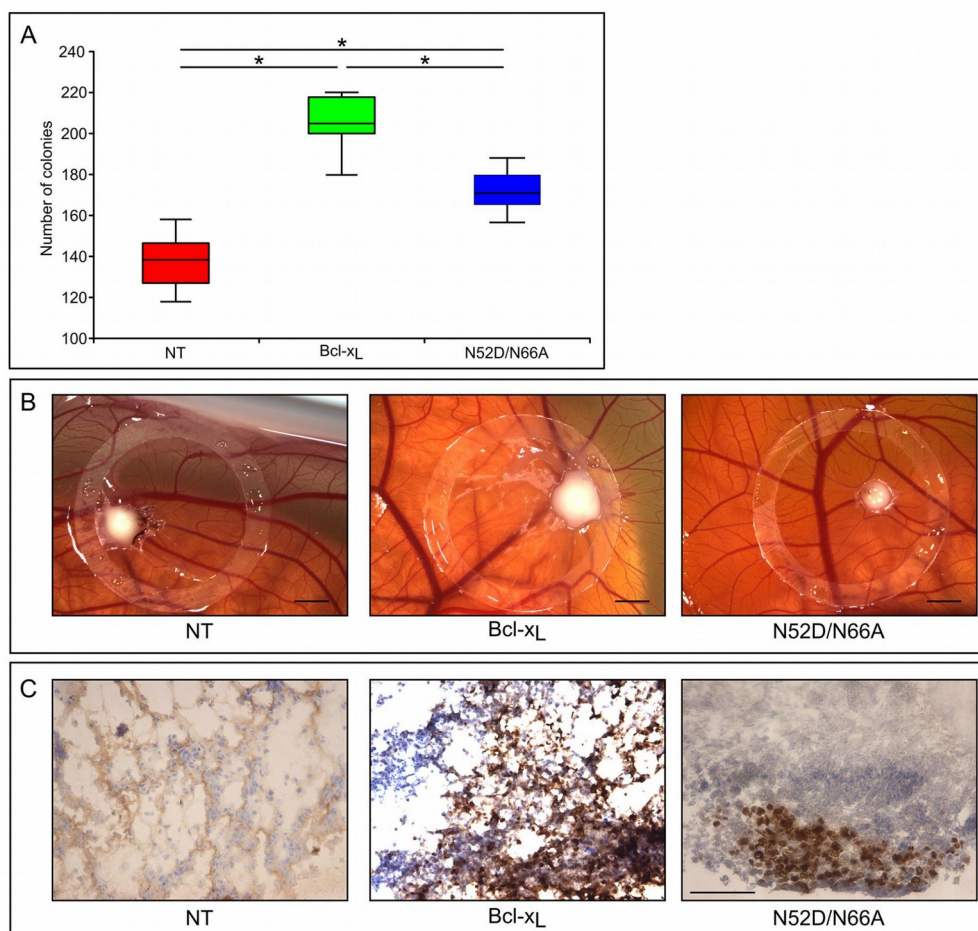 A
240
220
200
180
160
140
120
100
Number of colonies
*
* *
NT Bcl-xL N52D/N66A
B
NT Bcl-xL N52D/N66A
C
NT Bcl-xL N52D/N66A